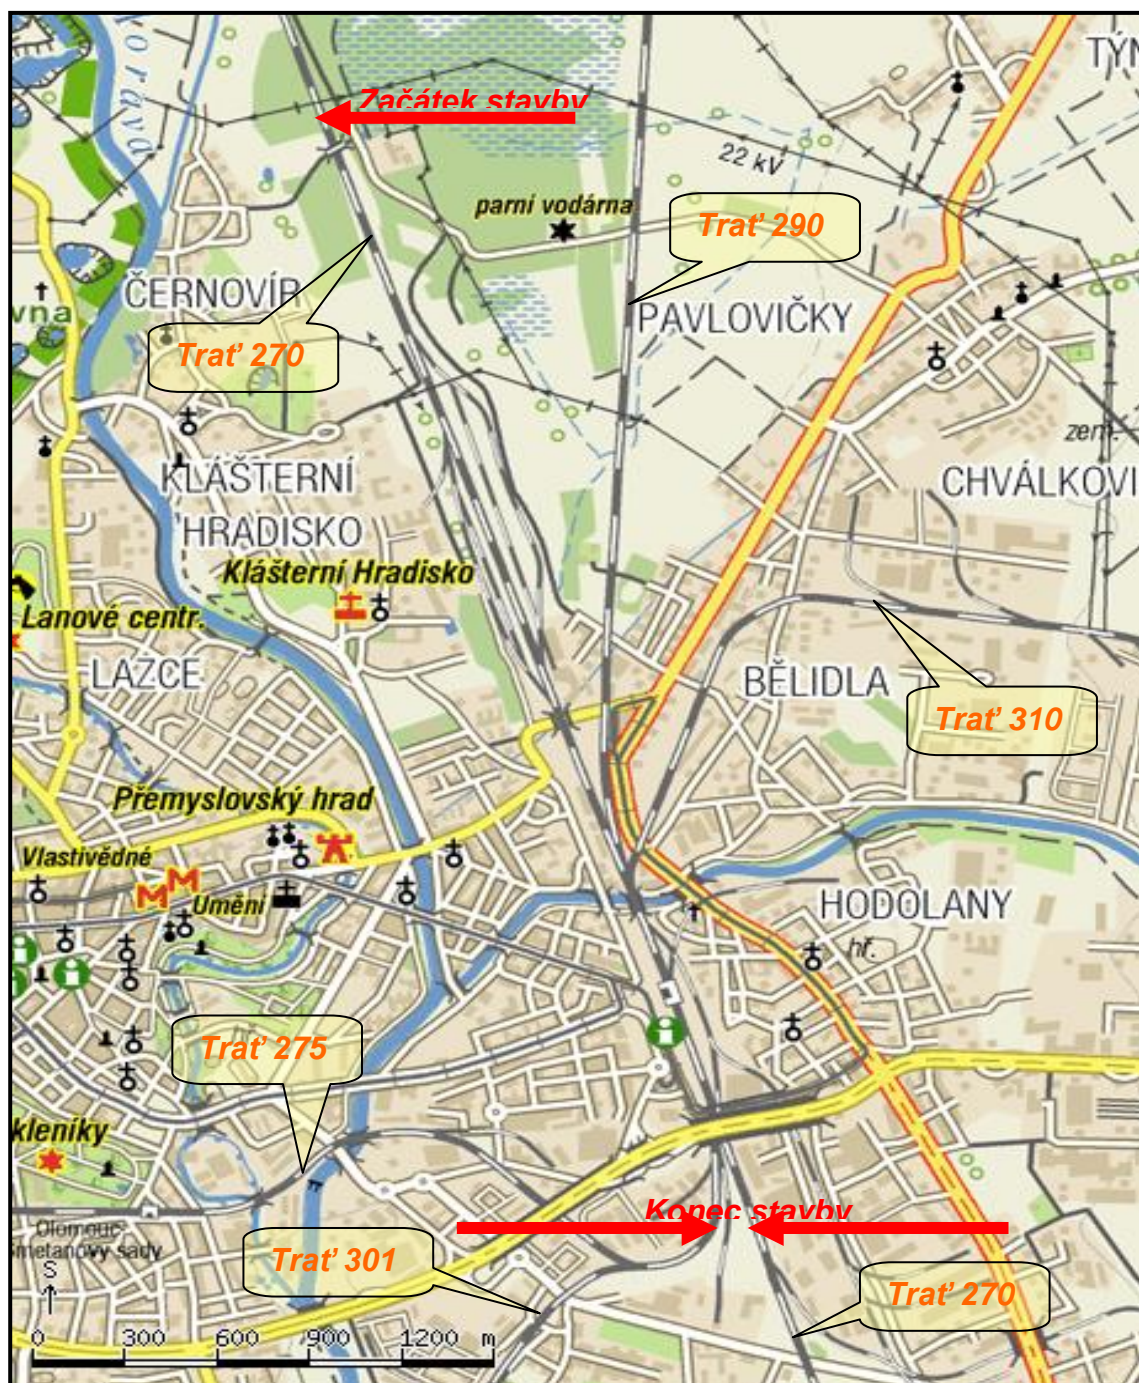 Morava
TÝN
Začátek stavby
22 kV
parní vodárna
Trať 290
ČERNOVÍR
vna
PAVLOVIČKY
Trať 270
zem.
KLÁŠTERNÍ
HRADISKO
CHVÁLKOVI
Klášterní Hradisko
Lanové centr.
LAZCE
BĚLIDLA
Trať 310
Přemyslovský hrad
Vlastivědné
Umění
HODOLANY
hř.
hř.
Trať 275
kleníky
Konec stavby
Olomouc-
Smetanovy sady
Trať 301
Trať 270
S
0 300 600 900 1200 m